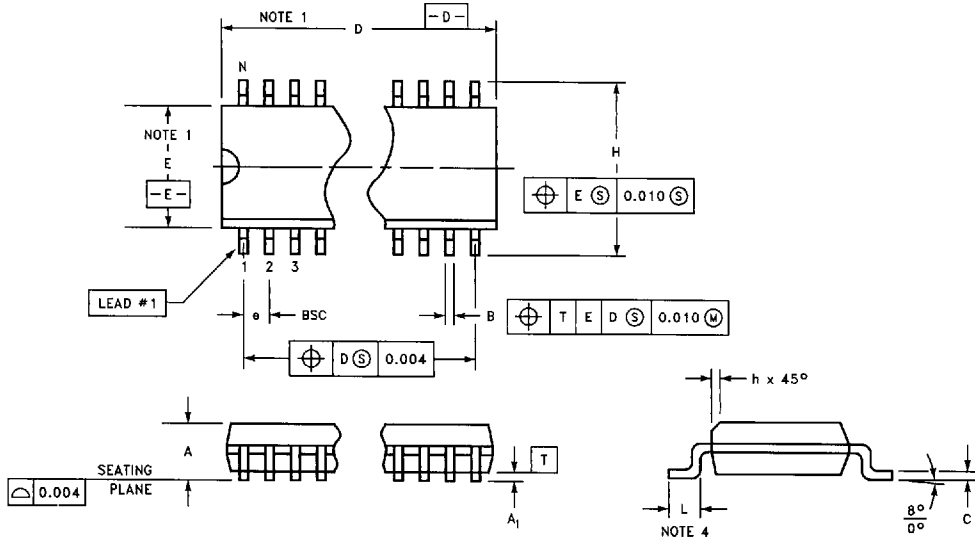 NOTE 1
D
-D-
N
NOTE 1
E
-E-
H
⌖ E Ⓢ 0.010 Ⓢ
1 2 3
LEAD #1
e BSC
B
⌖ T E D Ⓢ 0.010 Ⓜ
⌖ D Ⓢ 0.004
h x 45°
A
T
SEATING
PLANE
⌓ 0.004
A₁
L
NOTE 4
8°
0°
C